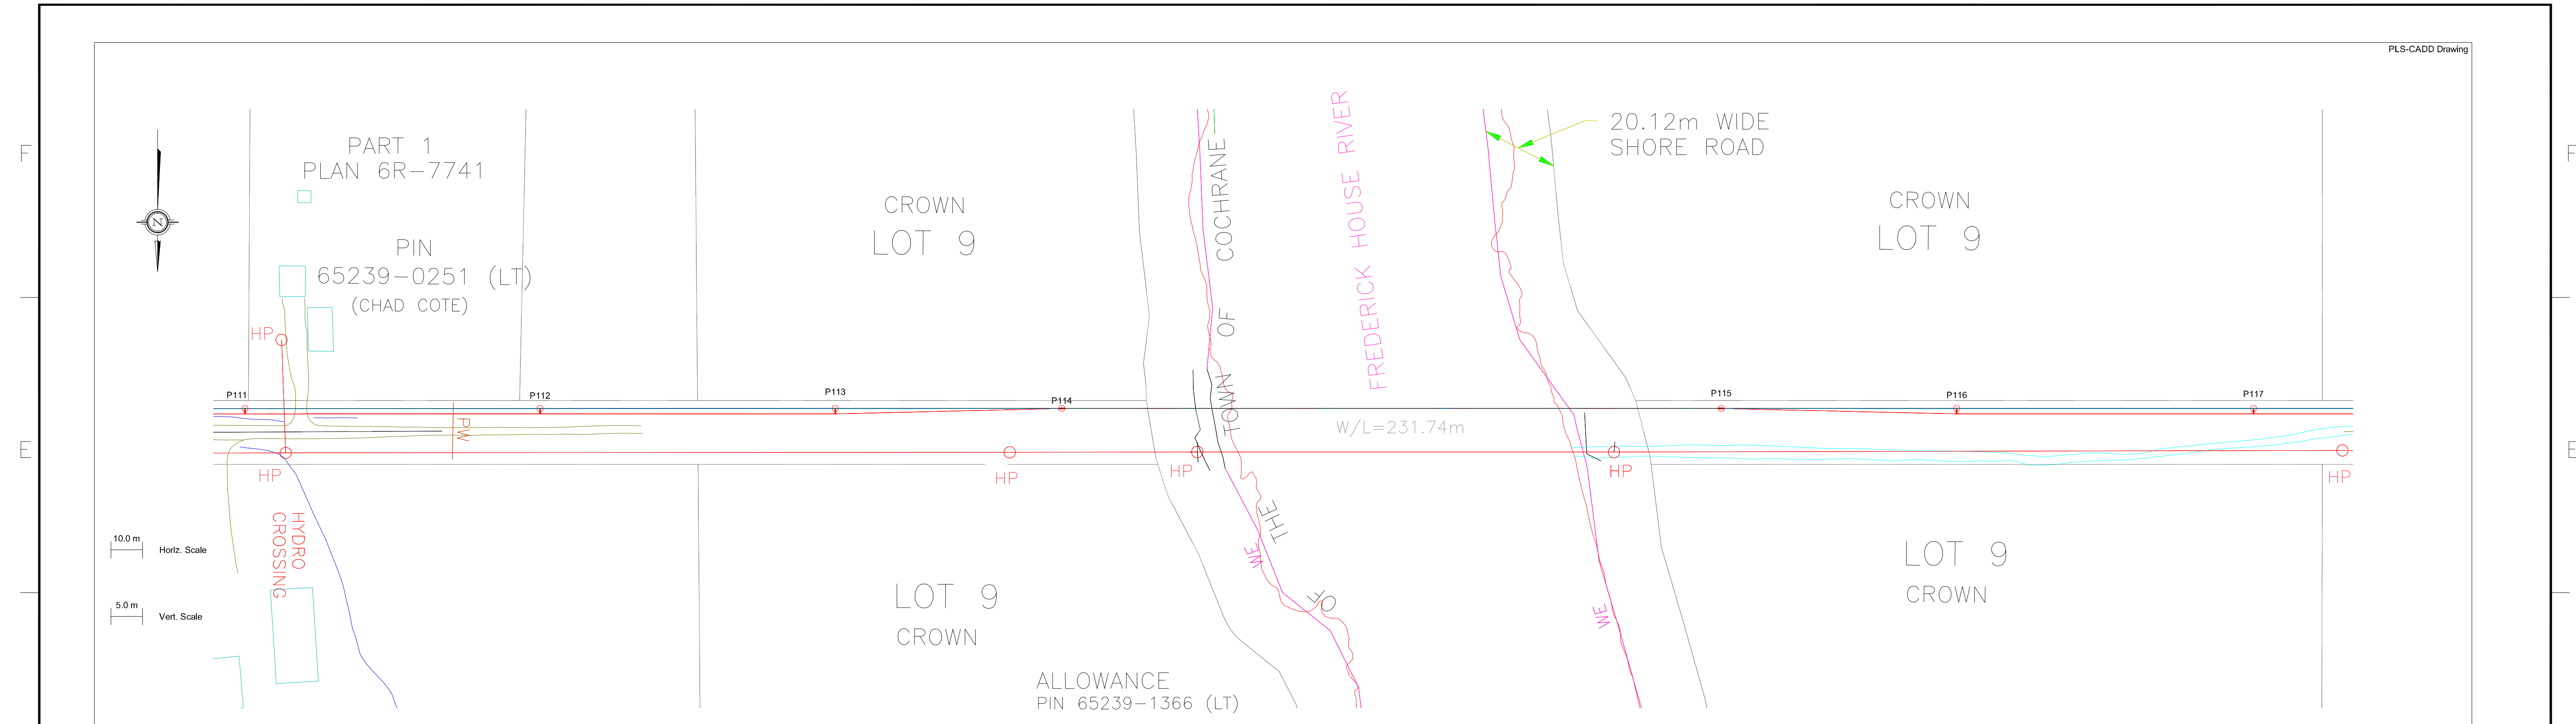 PLS-CADD Drawing
F
F
PART 1
PLAN 6R-7741
PIN
65239-0251 (LT)
(CHAD COTE)
N
CROWN
LOT 9
THE TOWN OF COCHRANE
FREDERICK HOUSE RIVER
20.12m WIDE
SHORE ROAD
CROWN
LOT 9
HP
P111
P112
P113
P114
P115
P116
P117
PW
W/L=231.74m
E
E
HP
HP
HP
HP
HP
HYDRO
CROSSING
10.0 m
Horiz. Scale
5.0 m
Vert. Scale
WE
WE
OF
LOT 9
CROWN
LOT 9
CROWN
ALLOWANCE
PIN 65239-1366 (LT)